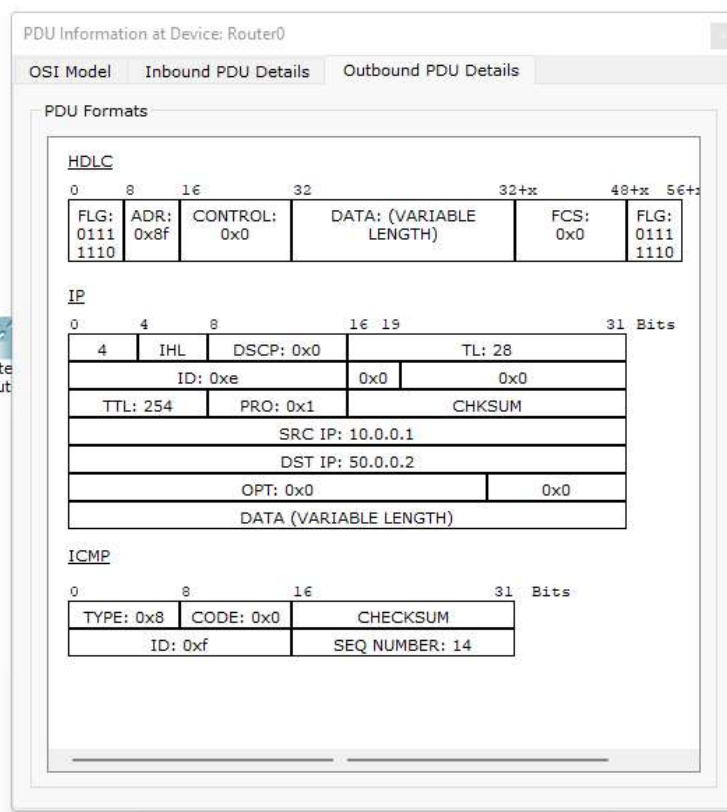 PDU Information at Device: Router0
OSI Model Inbound PDU Details Outbound PDU Details
PDU Formats
HDLC
0 8 16 32 32+x 48+x 56+x
FLG: 0111 1110 ADR: 0x8f CONTROL: 0x0 DATA: (VARIABLE LENGTH) FCS: 0x0 FLG: 0111 1110
IP
0 4 8 16 19 31 Bits
4 IHL DSCP: 0x0 TL: 28
ID: 0xe 0x0 0x0
TTL: 254 PRO: 0x1 CHKSUM
SRC IP: 10.0.0.1
DST IP: 50.0.0.2
OPT: 0x0 0x0
DATA (VARIABLE LENGTH)
ICMP
0 8 16 31 Bits
TYPE: 0x8 CODE: 0x0 CHECKSUM
ID: 0xf SEQ NUMBER: 14